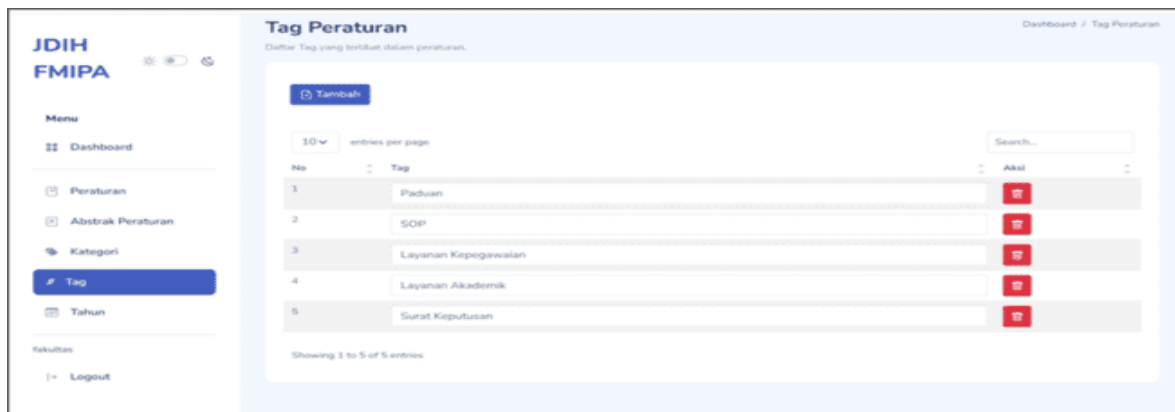 JDIH
FMIPA
Menu
Dashboard
Peraturan
Abstrak Peraturan
Kategori
Tag
Tahun
fakultas
Logout
Tag Peraturan
Dashboard / Tag Peraturan
Daftar Tag yang terlihat dalam peraturan.
Tambah
10 entries per page
Search...
No Tag Aksi
1 Paduan
2 SOP
3 Layanan Kepegawaian
4 Layanan Akademik
5 Surat Keputusan
Showing 1 to 5 of 5 entries